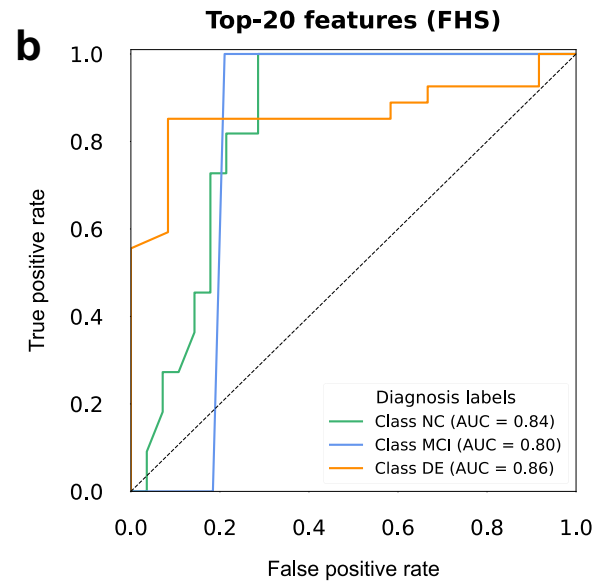 b
Top-20 features (FHS)
1.0
0.8
0.6
0.4
0.2
0.0
True positive rate
Diagnosis labels
Class NC (AUC = 0.84)
Class MCI (AUC = 0.80)
Class DE (AUC = 0.86)
0.0 0.2 0.4 0.6 0.8 1.0
False positive rate